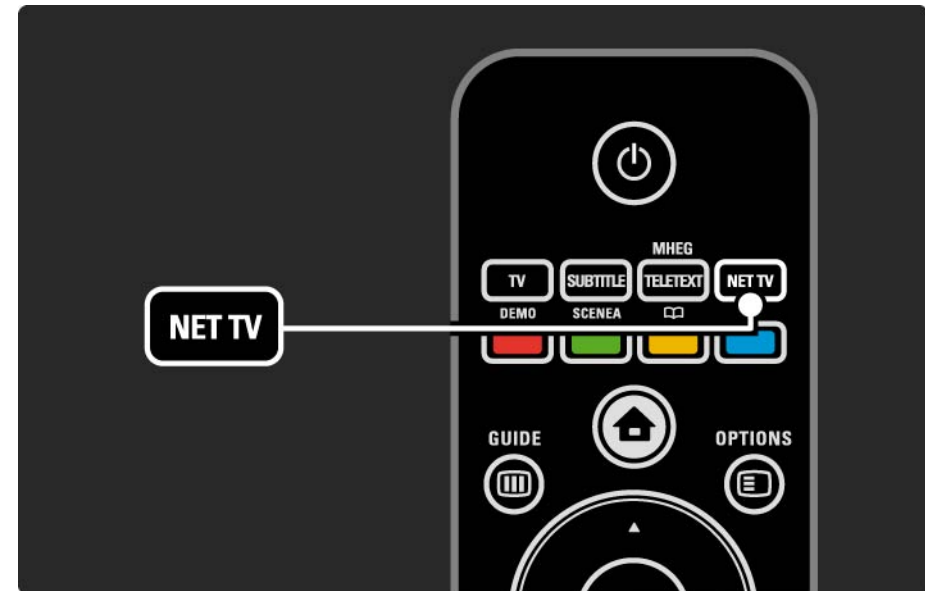 MHEG
TV SUBTITLE TELETEXT NET TV
DEMO SCENEA
NET TV
GUIDE OPTIONS